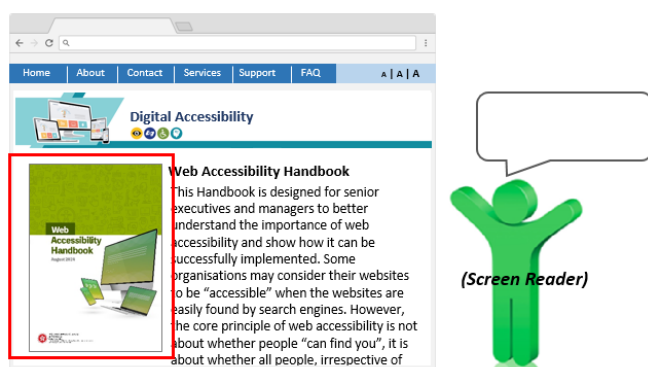 Home About Contact Services Support FAQ A | A | A
Digital Accessibility
Web
Accessibility
Handbook
August 2019
Web Accessibility Handbook
This Handbook is designed for senior
executives and managers to better
understand the importance of web
accessibility and show how it can be
successfully implemented. Some
organisations may consider their websites
to be “accessible” when the websites are
easily found by search engines. However,
the core principle of web accessibility is not
about whether people “can find you”, it is
about whether all people, irrespective of
(Screen Reader)